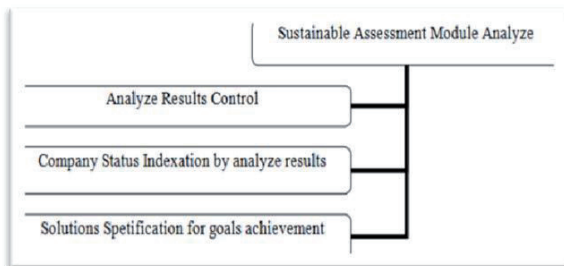 Sustainable Assessment Module Analyze
Analyze Results Control
Company Status Indexation by analyze results
Solutions Spetification for goals achievement